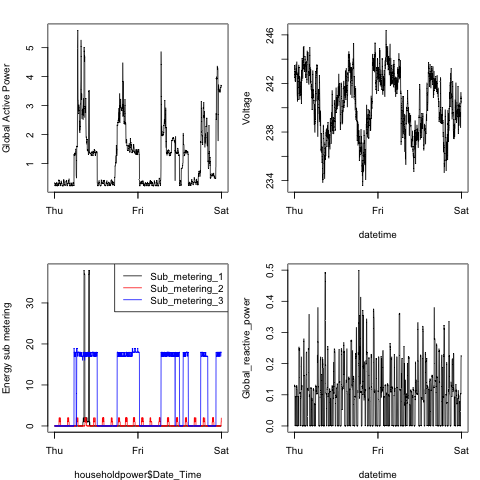 Global Active Power
5
4
3
2
1
Thu Fri Sat
Voltage
246
242
238
234
Thu Fri Sat
datetime
Energy sub metering
30
20
10
0
Sub_metering_1
Sub_metering_2
Sub_metering_3
Thu Fri Sat
householdpower$Date_Time
Global_reactive_power
0.5
0.4
0.3
0.2
0.1
0.0
Thu Fri Sat
datetime